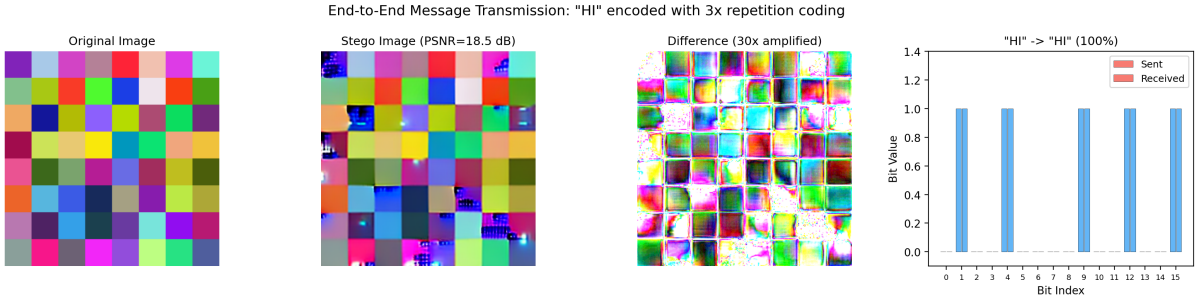 End-to-End Message Transmission: "HI" encoded with 3x repetition coding
Original Image
Stego Image (PSNR=18.5 dB)
Difference (30x amplified)
"HI" -> "HI" (100%)
Sent
Received
Bit Value
1.4
1.2
1.0
0.8
0.6
0.4
0.2
0.0
0 1 2 3 4 5 6 7 8 9 10 11 12 13 14 15
Bit Index